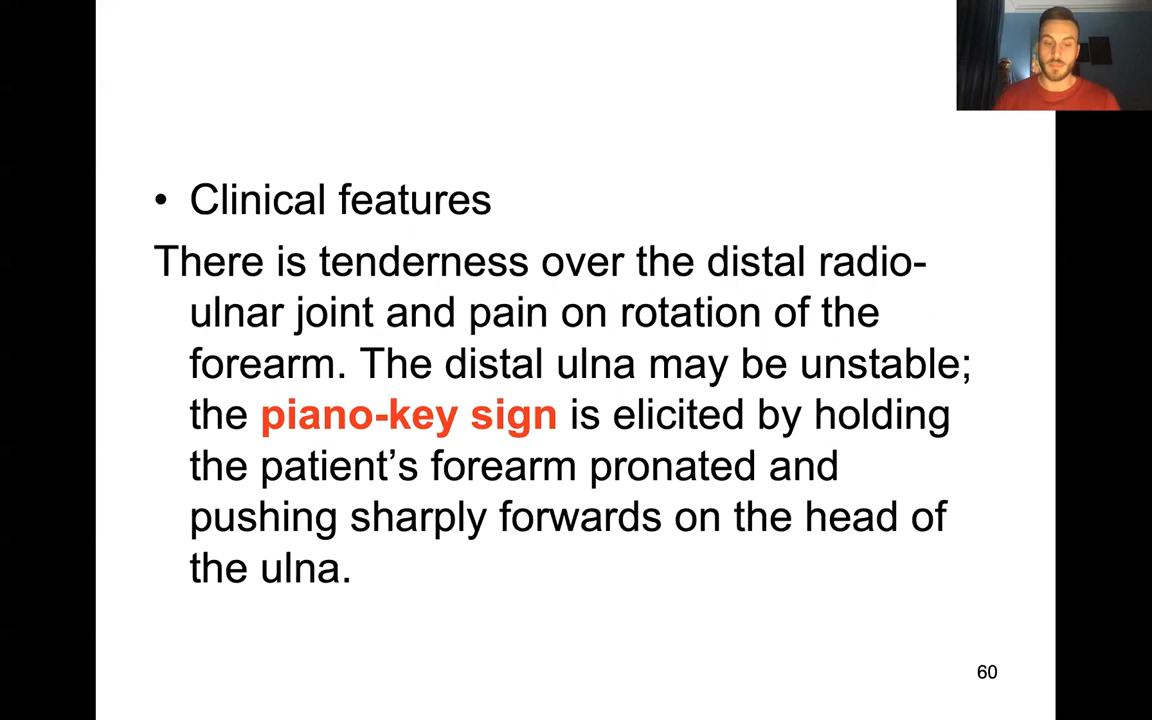 • Clinical features
There is tenderness over the distal radio-
ulnar joint and pain on rotation of the
forearm. The distal ulna may be unstable;
the piano-key sign is elicited by holding
the patient’s forearm pronated and
pushing sharply forwards on the head of
the ulna.
60